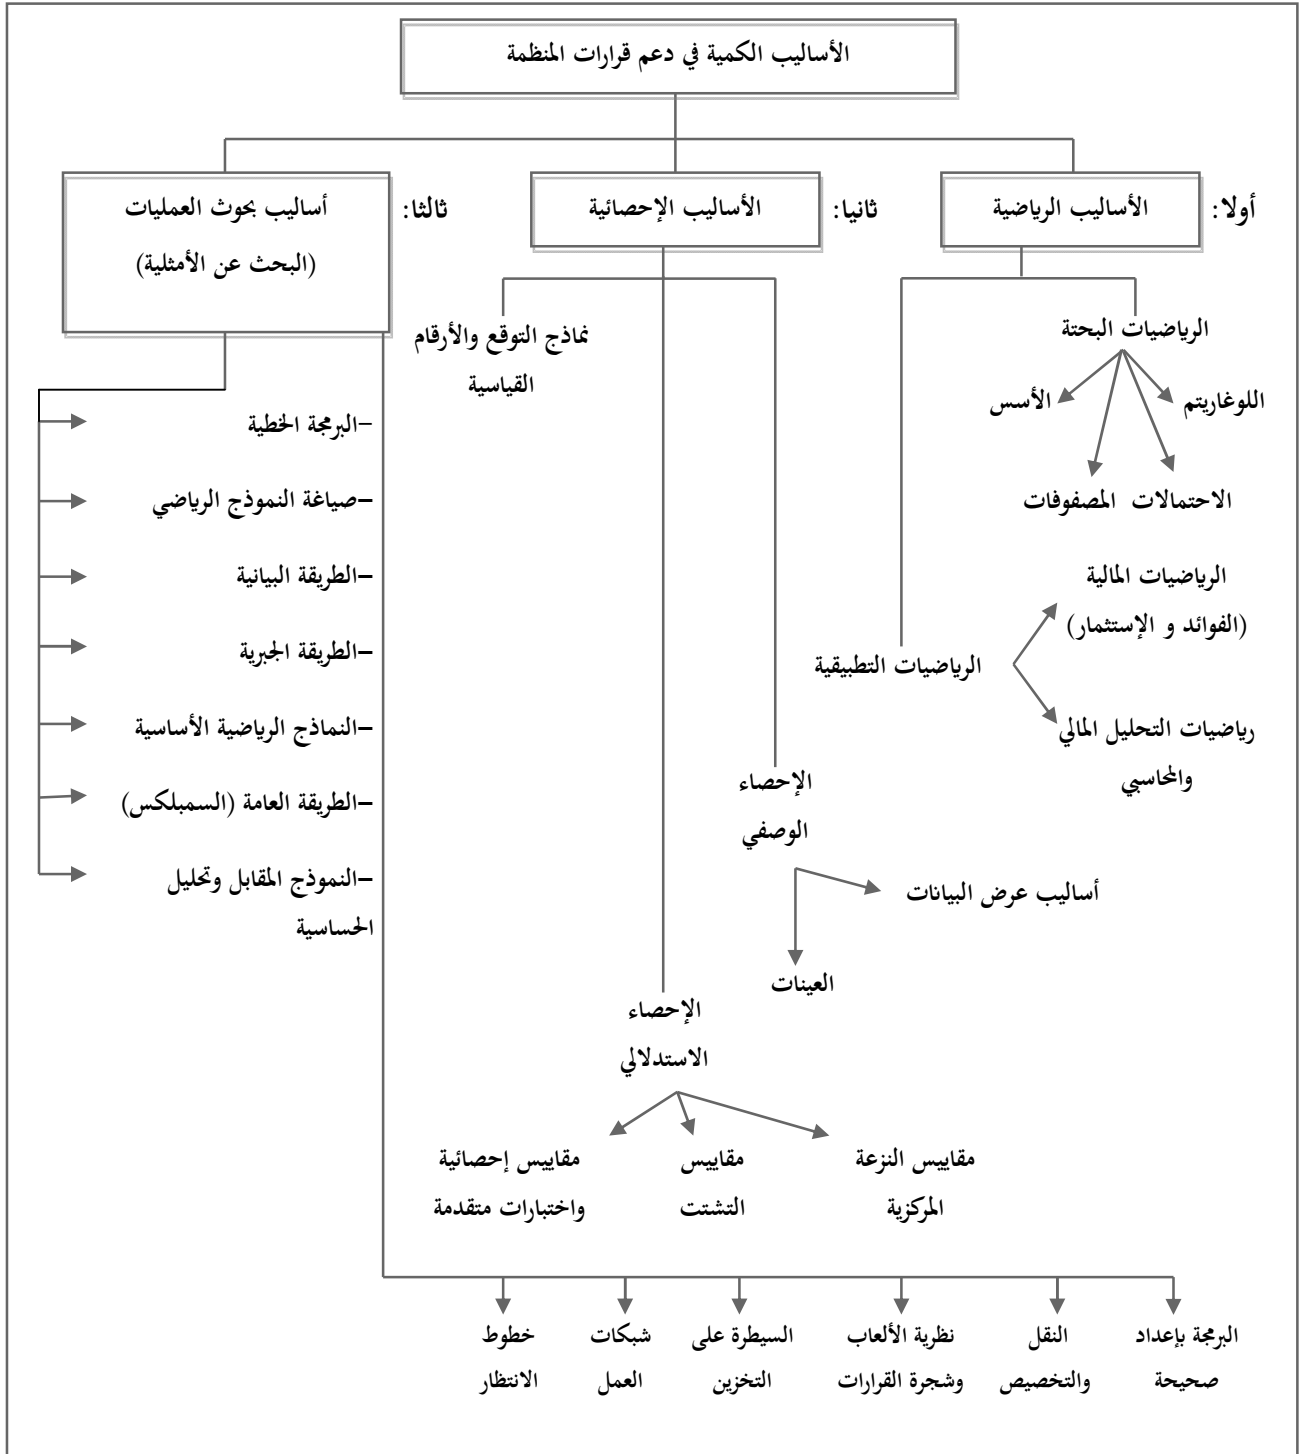 الأساليب الكمية في دعم قرارات المنظمة
أولا:
الأساليب الرياضية
ثانيا:
الأساليب الإحصائية
ثالثا:
أساليب بحوث العمليات
(البحث عن الأمثلية)
الرياضيات البحتة
اللوغاريتم
الأسس
الاحتمالات
المصفوفات
الرياضيات التطبيقية
الرياضيات المالية
(الفوائد و الإستثمار)
رياضيات التحليل المالي
والمحاسبي
نماذج التوقع والأرقام
القياسية
الإحصاء
الوصفي
أساليب عرض البيانات
العينات
الإحصاء
الاستدلالي
مقاييس النزعة
المركزية
مقاييس
التشتت
مقاييس إحصائية
واختبارات متقدمة
–البرمجة الخطية
–صياغة النموذج الرياضي
–الطريقة البيانية
–الطريقة الجبرية
–النماذج الرياضية الأساسية
–الطريقة العامة (السمبلكس)
–النموذج المقابل وتحليل
الحساسية
البرمجة بإعداد
صحيحة
النقل
والتخصيص
نظرية الألعاب
وشجرة القرارات
السيطرة على
التخزين
شبكات
العمل
خطوط
الانتظار